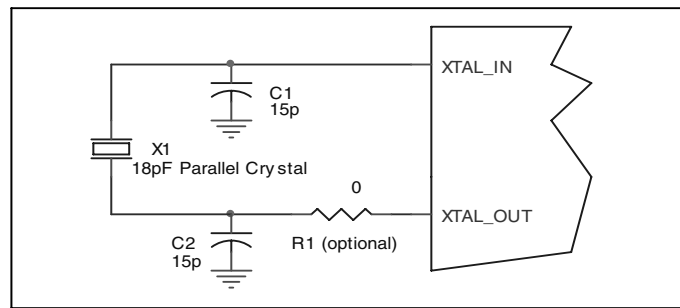 XTAL_IN
C1
15p
X1
18pF Parallel Crystal
0
XTAL_OUT
C2
15p
R1 (optional)